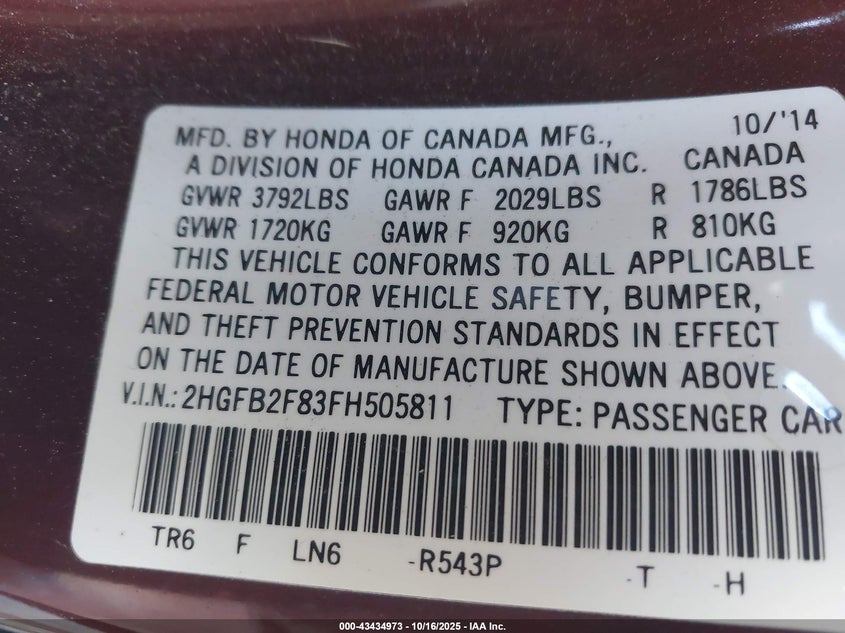 10/'14
MFD. BY HONDA OF CANADA MFG.,
A DIVISION OF HONDA CANADA INC. CANADA
GVWR 3792LBS GAWR F 2029LBS R 1786LBS
GVWR 1720KG GAWR F 920KG R 810KG
THIS VEHICLE CONFORMS TO ALL APPLICABLE
FEDERAL MOTOR VEHICLE SAFETY, BUMPER,
AND THEFT PREVENTION STANDARDS IN EFFECT
ON THE DATE OF MANUFACTURE SHOWN ABOVE.
V.I.N.: 2HGFB2F83FH505811 TYPE: PASSENGER CAR
TR6 F LN6 -R543P -T -H
000-43434973 - 10/16/2025 - IAA Inc.